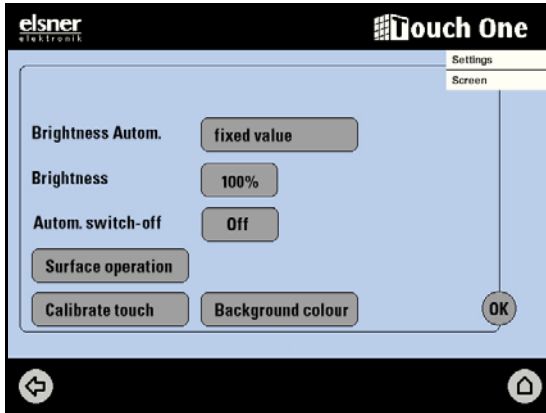 elsner
elektronik
Touch One
Settings
Screen
Brightness Autom.
fixed value
Brightness
100%
Autom. switch-off
Off
Surface operation
Calibrate touch
Background colour
OK